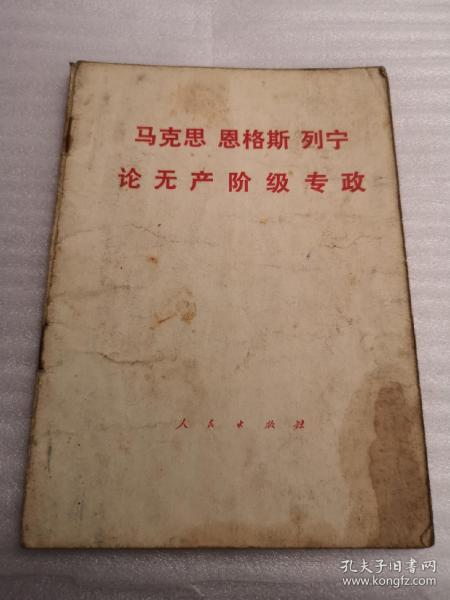 马克思 恩格斯 列宁
论无产阶级专政
人民出版社
孔夫子旧书网
www.kongfz.com